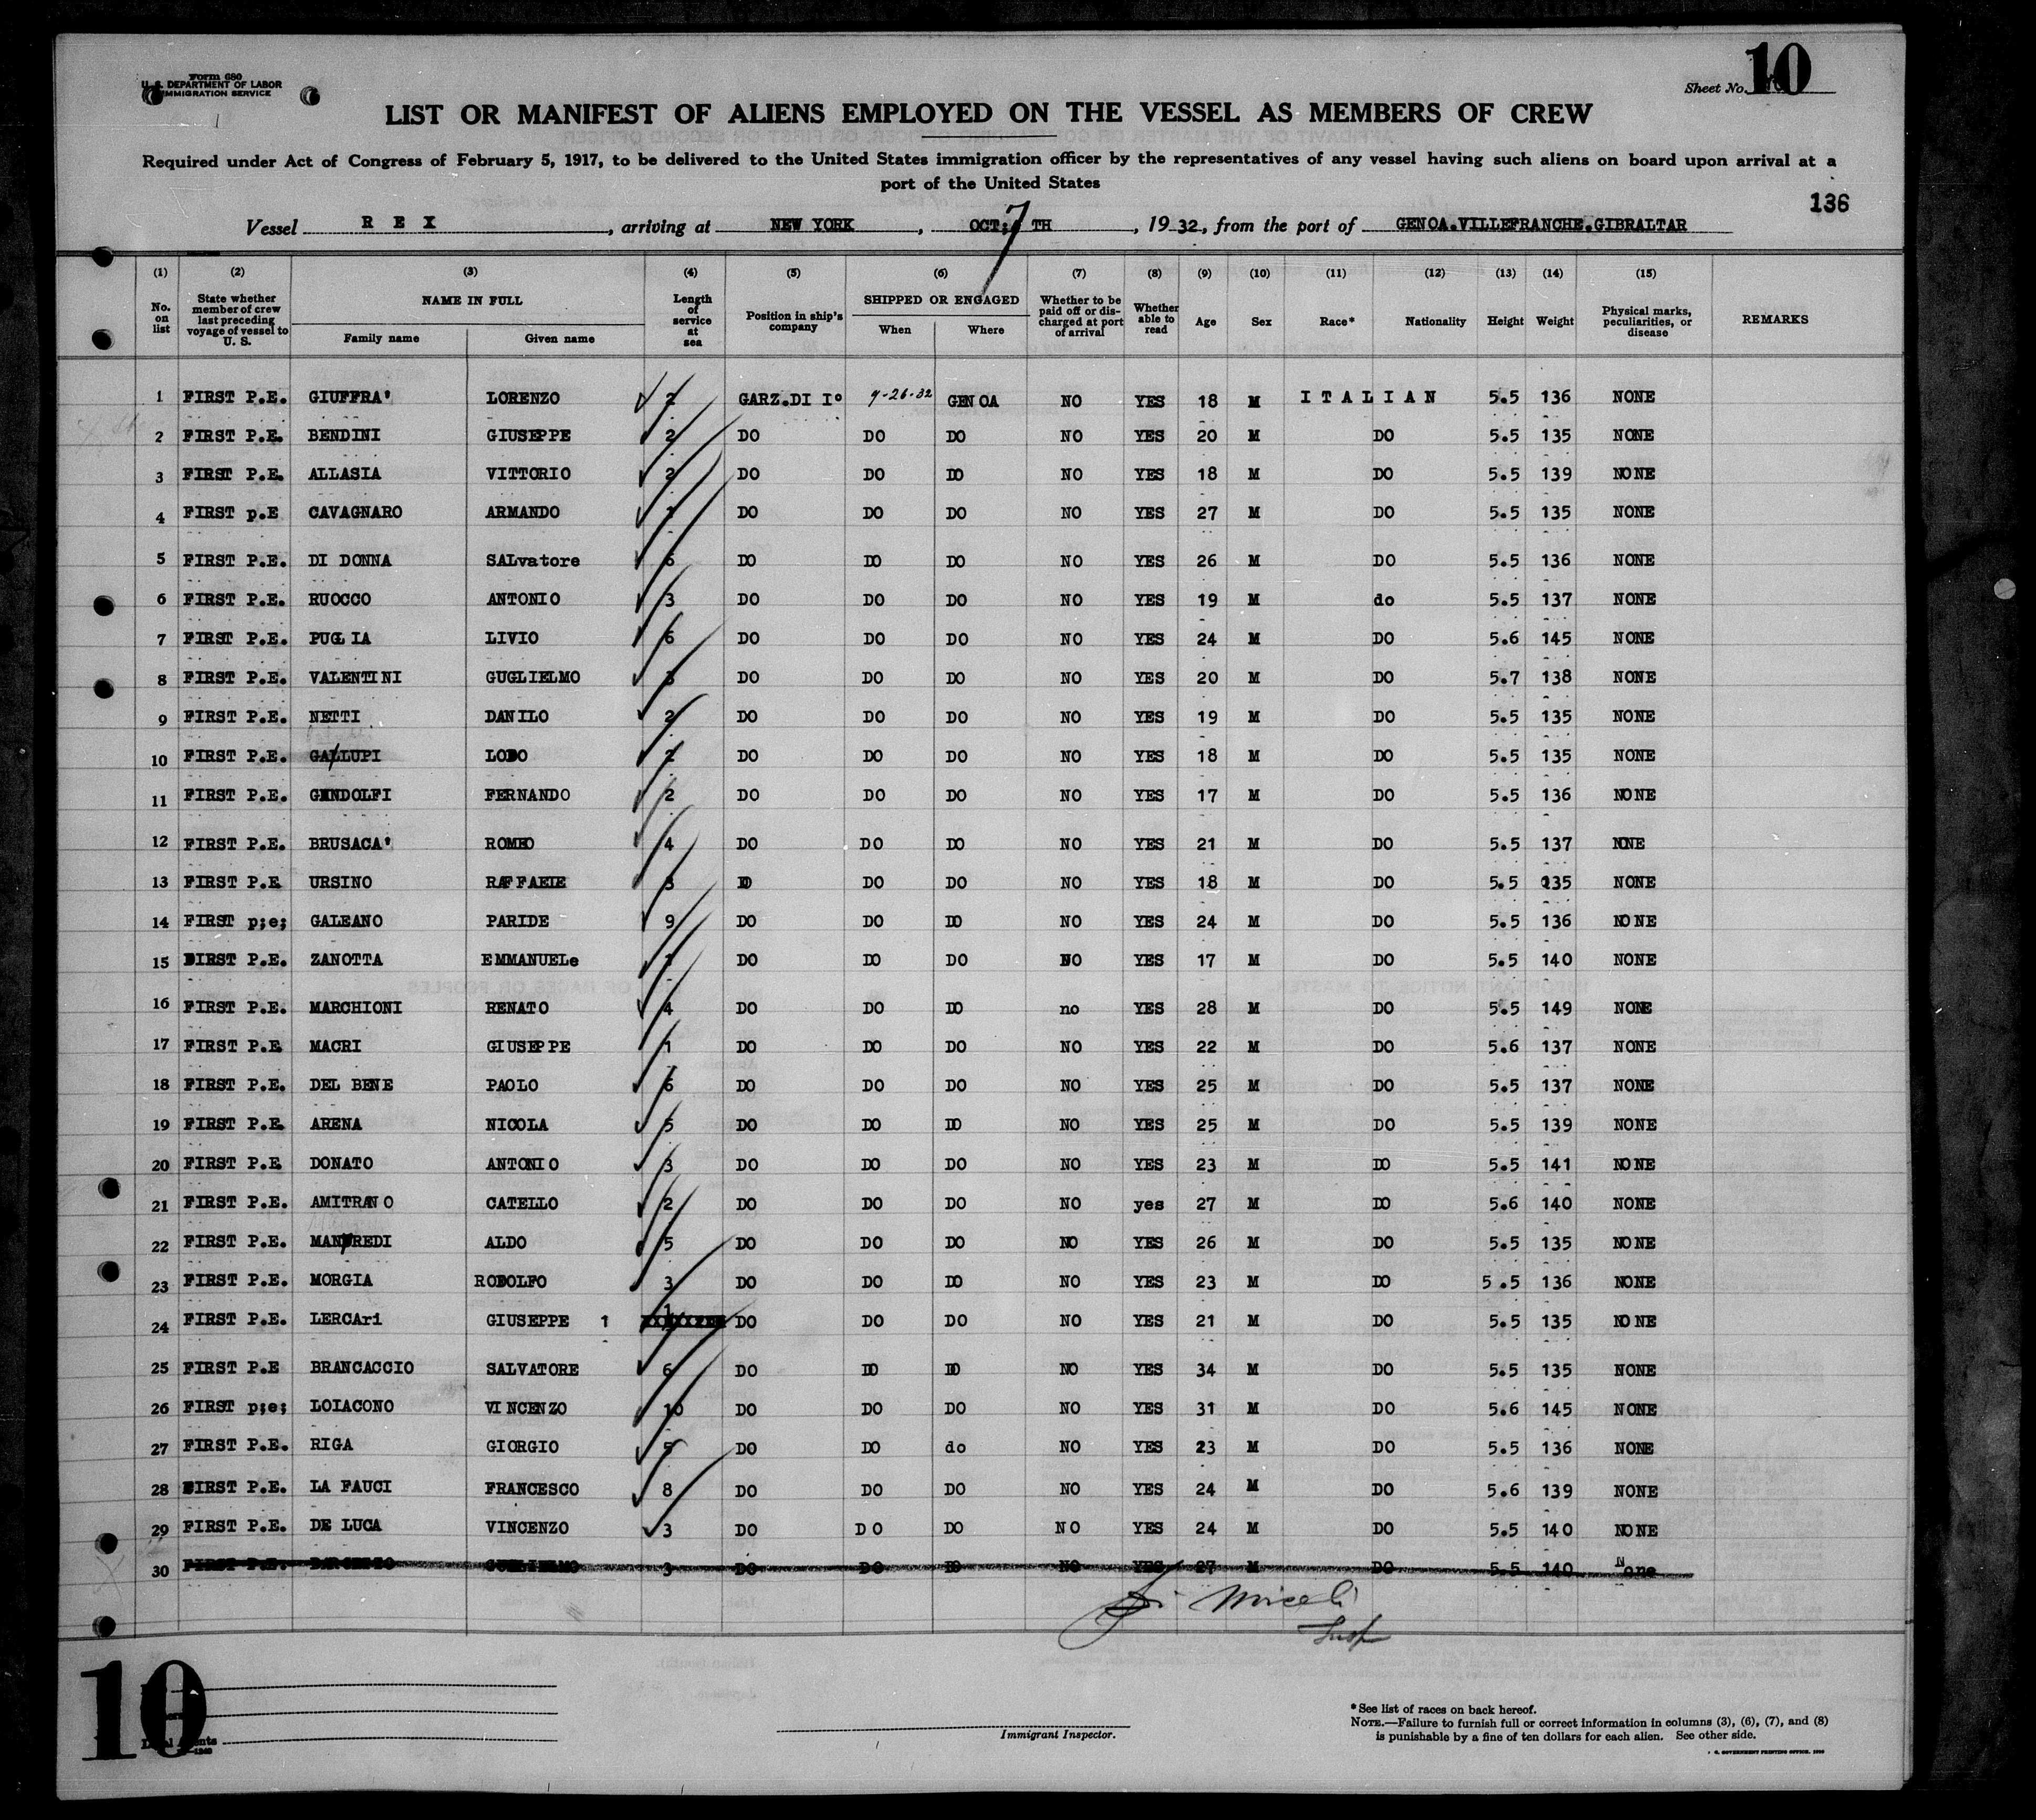 Form 680
U. S. DEPARTMENT OF LABOR
IMMIGRATION SERVICE
Sheet No. 10
LIST OR MANIFEST OF ALIENS EMPLOYED ON THE VESSEL AS MEMBERS OF CREW
Required under Act of Congress of February 5, 1917, to be delivered to the United States immigration officer by the representatives of any vessel having such aliens on board upon arrival at a
port of the United States
136
Vessel R E X, arriving at NEW YORK, OCT: 7 TH, 1932, from the port of GENOA.VILLEFRANCHE.GIBRALTAR
(1) (2) (3) (4) (5) (6) (7) (8) (9) (10) (11) (12) (13) (14) (15)
No. on list State whether member of crew last preceding voyage of vessel to U. S. NAME IN FULL Family name Given name Length of service at sea Position in ship's company SHIPPED OR ENGAGED When Where Whether to be paid off or discharged at port of arrival Whether able to read Age Sex Race* Nationality Height Weight Physical marks, peculiarities, or disease REMARKS
1 FIRST P.E. GIUFFRA' LORENZO 2 GARZ.DI I° 9-26-32 GENOA NO YES 18 M I T A L I A N 5.5 136 NONE
2 FIRST P.E. BENDINI GIUSEPPE 2 DO DO DO NO YES 20 M DO 5.5 135 NONE
3 FIRST P.E. ALLASIA VITTORIO 2 DO DO DO NO YES 18 M DO 5.5 139 NONE
4 FIRST p.E CAVAGNARO ARMANDO DO DO DO NO YES 27 M DO 5.5 135 NONE
5 FIRST P.E. DI DONNA SALvatore 6 DO DO DO NO YES 26 M DO 5.5 136 NONE
6 FIRST P.E. RUOCCO ANTONIO 3 DO DO DO NO YES 19 M do 5.5 137 NONE
7 FIRST P.E. PUGLIA LIVIO 6 DO DO DO NO YES 24 M DO 5.6 145 NONE
8 FIRST P.E. VALENTINI GUGLIELMO 3 DO DO DO NO YES 20 M DO 5.7 138 NONE
9 FIRST P.E. NETTI DANILO 2 DO DO DO NO YES 19 M DO 5.5 135 NONE
10 FIRST P.E. GALLUPI LODO 2 DO DO DO NO YES 18 M DO 5.5 135 NONE
11 FIRST P.E. GANDOLFI FERNANDO 2 DO DO DO NO YES 17 M DO 5.5 136 NONE
12 FIRST P.E. BRUSACA' ROMEO 4 DO DO DO NO YES 21 M DO 5.5 137 NONE
13 FIRST P.E URSINO RAFFAELE 3 DO DO DO NO YES 18 M DO 5.5 135 NONE
14 FIRST p;e; GALEANO PARIDE 9 DO DO DO NO YES 24 M DO 5.5 136 NONE
15 FIRST P.E. ZANOTTA EMMANUELe 1 DO DO DO NO YES 17 M DO 5.5 140 NONE
16 FIRST P.E. MARCHIONI RENATO 4 DO DO DO no YES 28 M DO 5.5 149 NONE
17 FIRST P.E MACRI GIUSEPPE 1 DO DO DO NO YES 22 M DO 5.6 137 NONE
18 FIRST P.E. DEL BENE PAOLO 6 DO DO DO NO YES 25 M DO 5.5 137 NONE
19 FIRST P.E. ARENA NICOLA 5 DO DO DO NO YES 25 M DO 5.5 139 NONE
20 FIRST P.E DONATO ANTONIO 3 DO DO DO NO YES 23 M DO 5.5 141 NONE
21 FIRST P.E. AMITRANO CATELLO 2 DO DO DO NO yes 27 M DO 5.6 140 NONE
22 FIRST P.E. MANFREDI ALDO 5 DO DO DO NO YES 26 M DO 5.5 135 NONE
23 FIRST P.E. MORGIA RODOLFO 3 DO DO DO NO YES 23 M DO 5.5 136 NONE
24 FIRST P.E. LERCAri GIUSEPPE 1 1 DO DO DO NO YES 21 M DO 5.5 135 NONE
25 FIRST P.E BRANCACCIO SALVATORE 6 DO DO DO NO YES 34 M DO 5.5 135 NONE
26 FIRST p;e; LOIACONO VINCENZO 10 DO DO DO NO YES 31 M DO 5.6 145 NONE
27 FIRST P.E. RIGA GIORGIO 5 DO DO do NO YES 23 M DO 5.5 136 NONE
28 FIRST P.E. LA FAUCI FRANCESCO 8 DO DO DO NO YES 24 M DO 5.6 139 NONE
29 FIRST P.E. DE LUCA VINCENZO 3 DO DO DO NO YES 24 M DO 5.5 140 NONE
30 FIRST P.E. GUGLIELMO 3 DO DO DO NO YES 27 M DO 5.5 140 None
Miceli
Insp
10
Immigrant Inspector.
*See list of races on back hereof.
NOTE.—Failure to furnish full or correct information in columns (3), (6), (7), and (8)
is punishable by a fine of ten dollars for each alien. See other side.